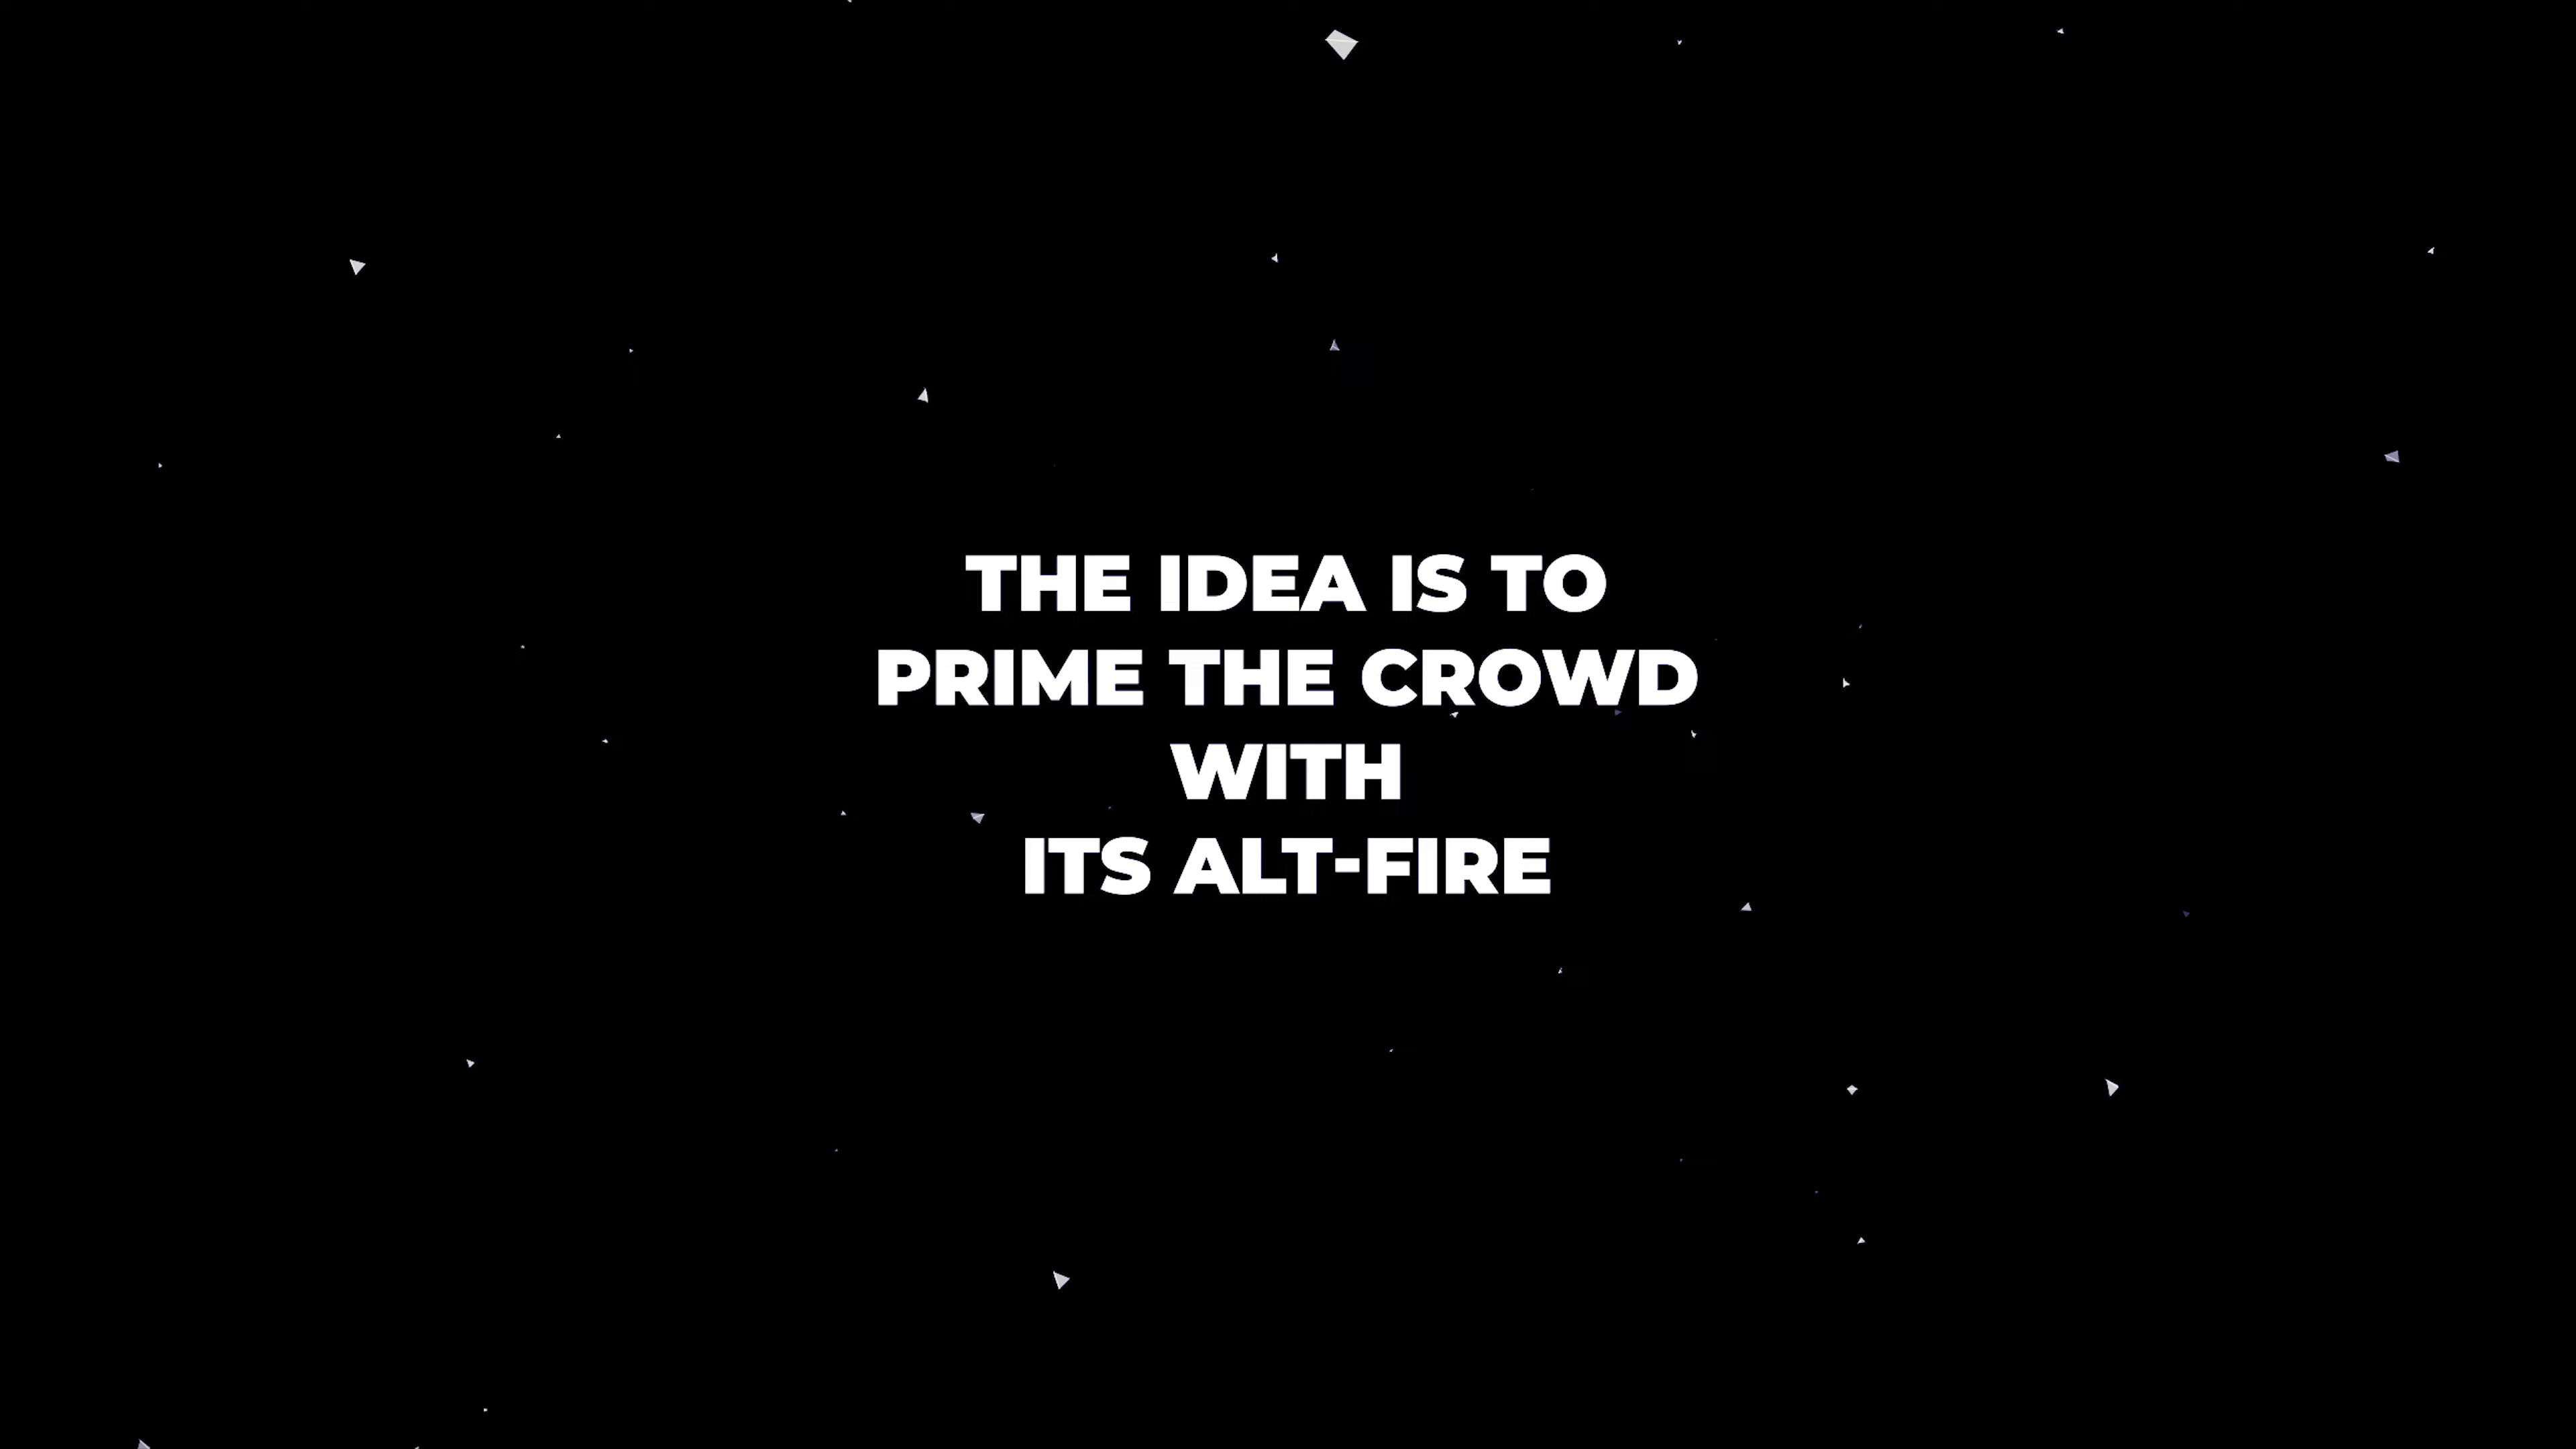 THE IDEA IS TO
PRIME THE CROWD
WITH
ITS ALT-FIRE